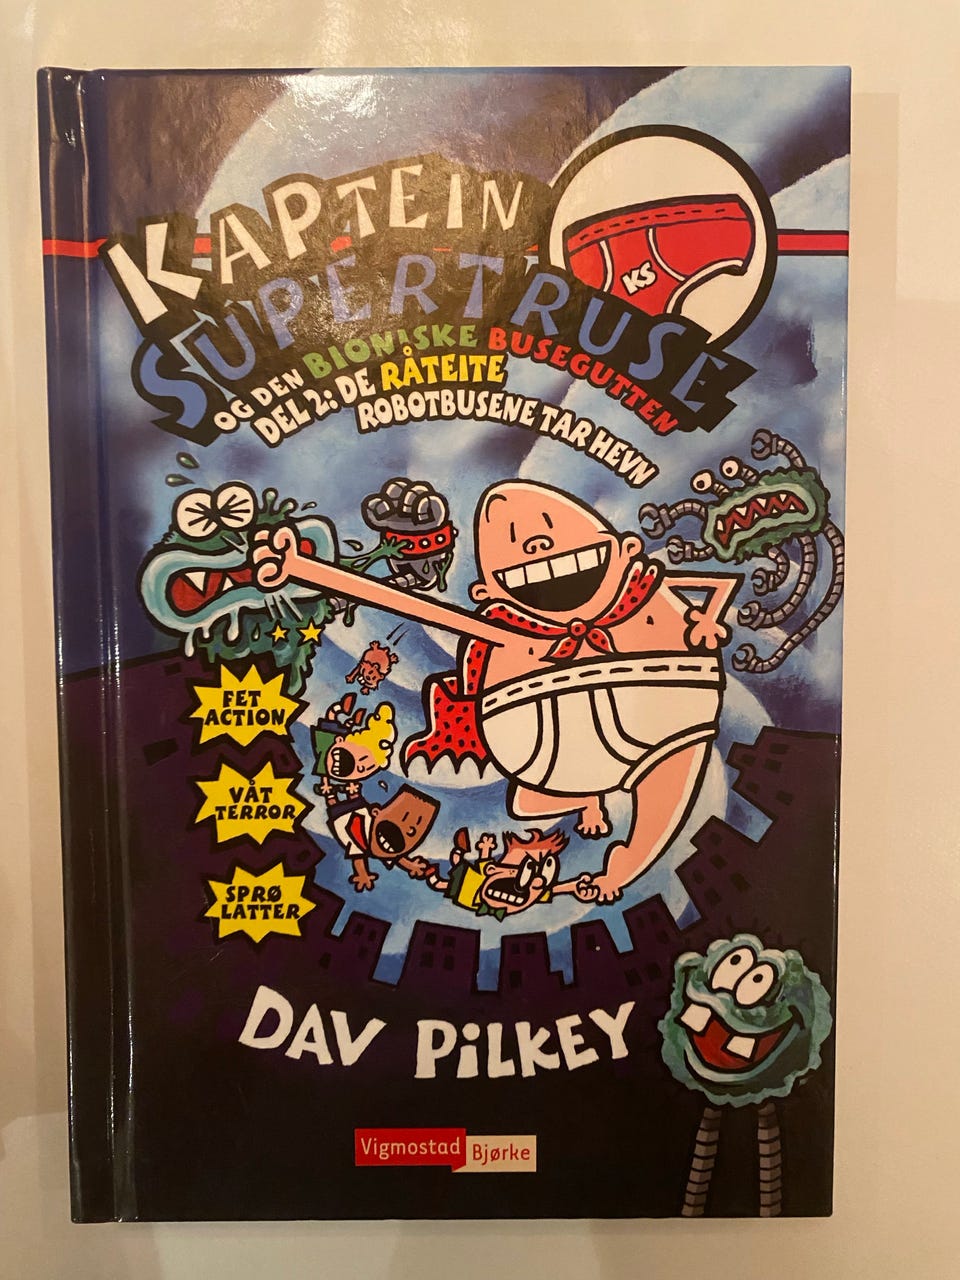 KAPTEIN
SUPERTRUSE
KS
OG DEN BIONISKE BUSEGUTTEN
DEL 2: DE RÅTEITE
ROBOTBUSENE TAR HEVN
FET
ACTION
VÅT
TERROR
SPRØ
LATTER
DAV PILKEY
Vigmostad
Bjørke